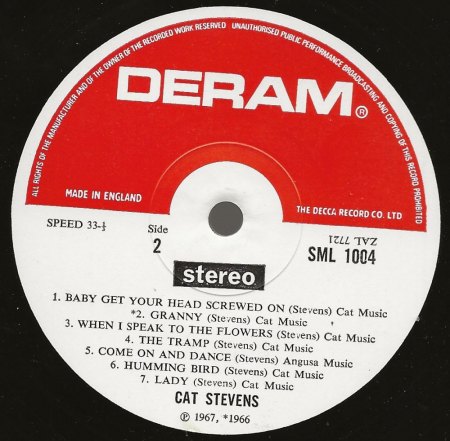 ALL RIGHTS OF THE MANUFACTURER AND OF THE OWNER OF THE RECORDED WORK RESERVED UNAUTHORISED PUBLIC PERFORMANCE BROADCASTING AND COPYING OF THIS RECORD PROHIBITED
DERAM®
MADE IN ENGLAND
THE DECCA RECORD CO. LTD
SPEED 33-⅓
Side
2
ZAL 7721
SML 1004
stereo
1. BABY GET YOUR HEAD SCREWED ON (Stevens) Cat Music
*2. GRANNY (Stevens) Cat Music
3. WHEN I SPEAK TO THE FLOWERS (Stevens) Cat Music
4. THE TRAMP (Stevens) Cat Music
5. COME ON AND DANCE (Stevens) Angusa Music
6. HUMMING BIRD (Stevens) Cat Music
7. LADY (Stevens) Cat Music
CAT STEVENS
℗ 1967, *1966